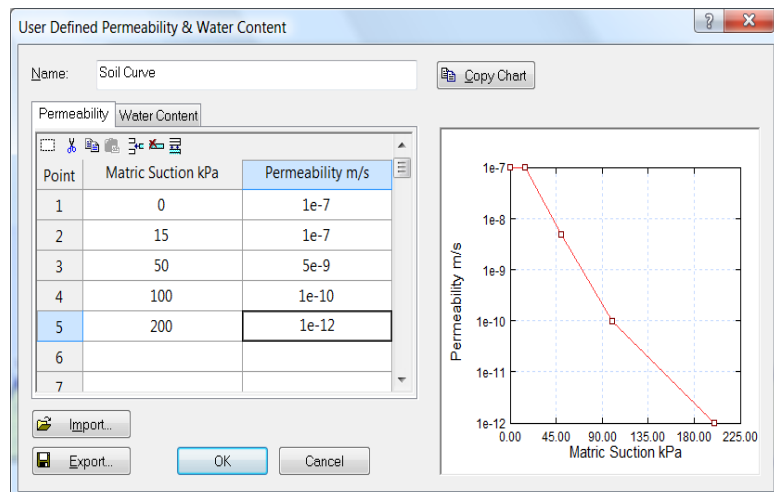 User Defined Permeability & Water Content
Name: Soil Curve
Copy Chart
Permeability Water Content
Point Matric Suction kPa Permeability m/s
1 0 1e-7
2 15 1e-7
3 50 5e-9
4 100 1e-10
5 200 1e-12
6
7
Import...
Export...
OK
Cancel
Permeability m/s
1e-7
1e-8
1e-9
1e-10
1e-11
1e-12
0.00 45.00 90.00 135.00 180.00 225.00
Matric Suction kPa